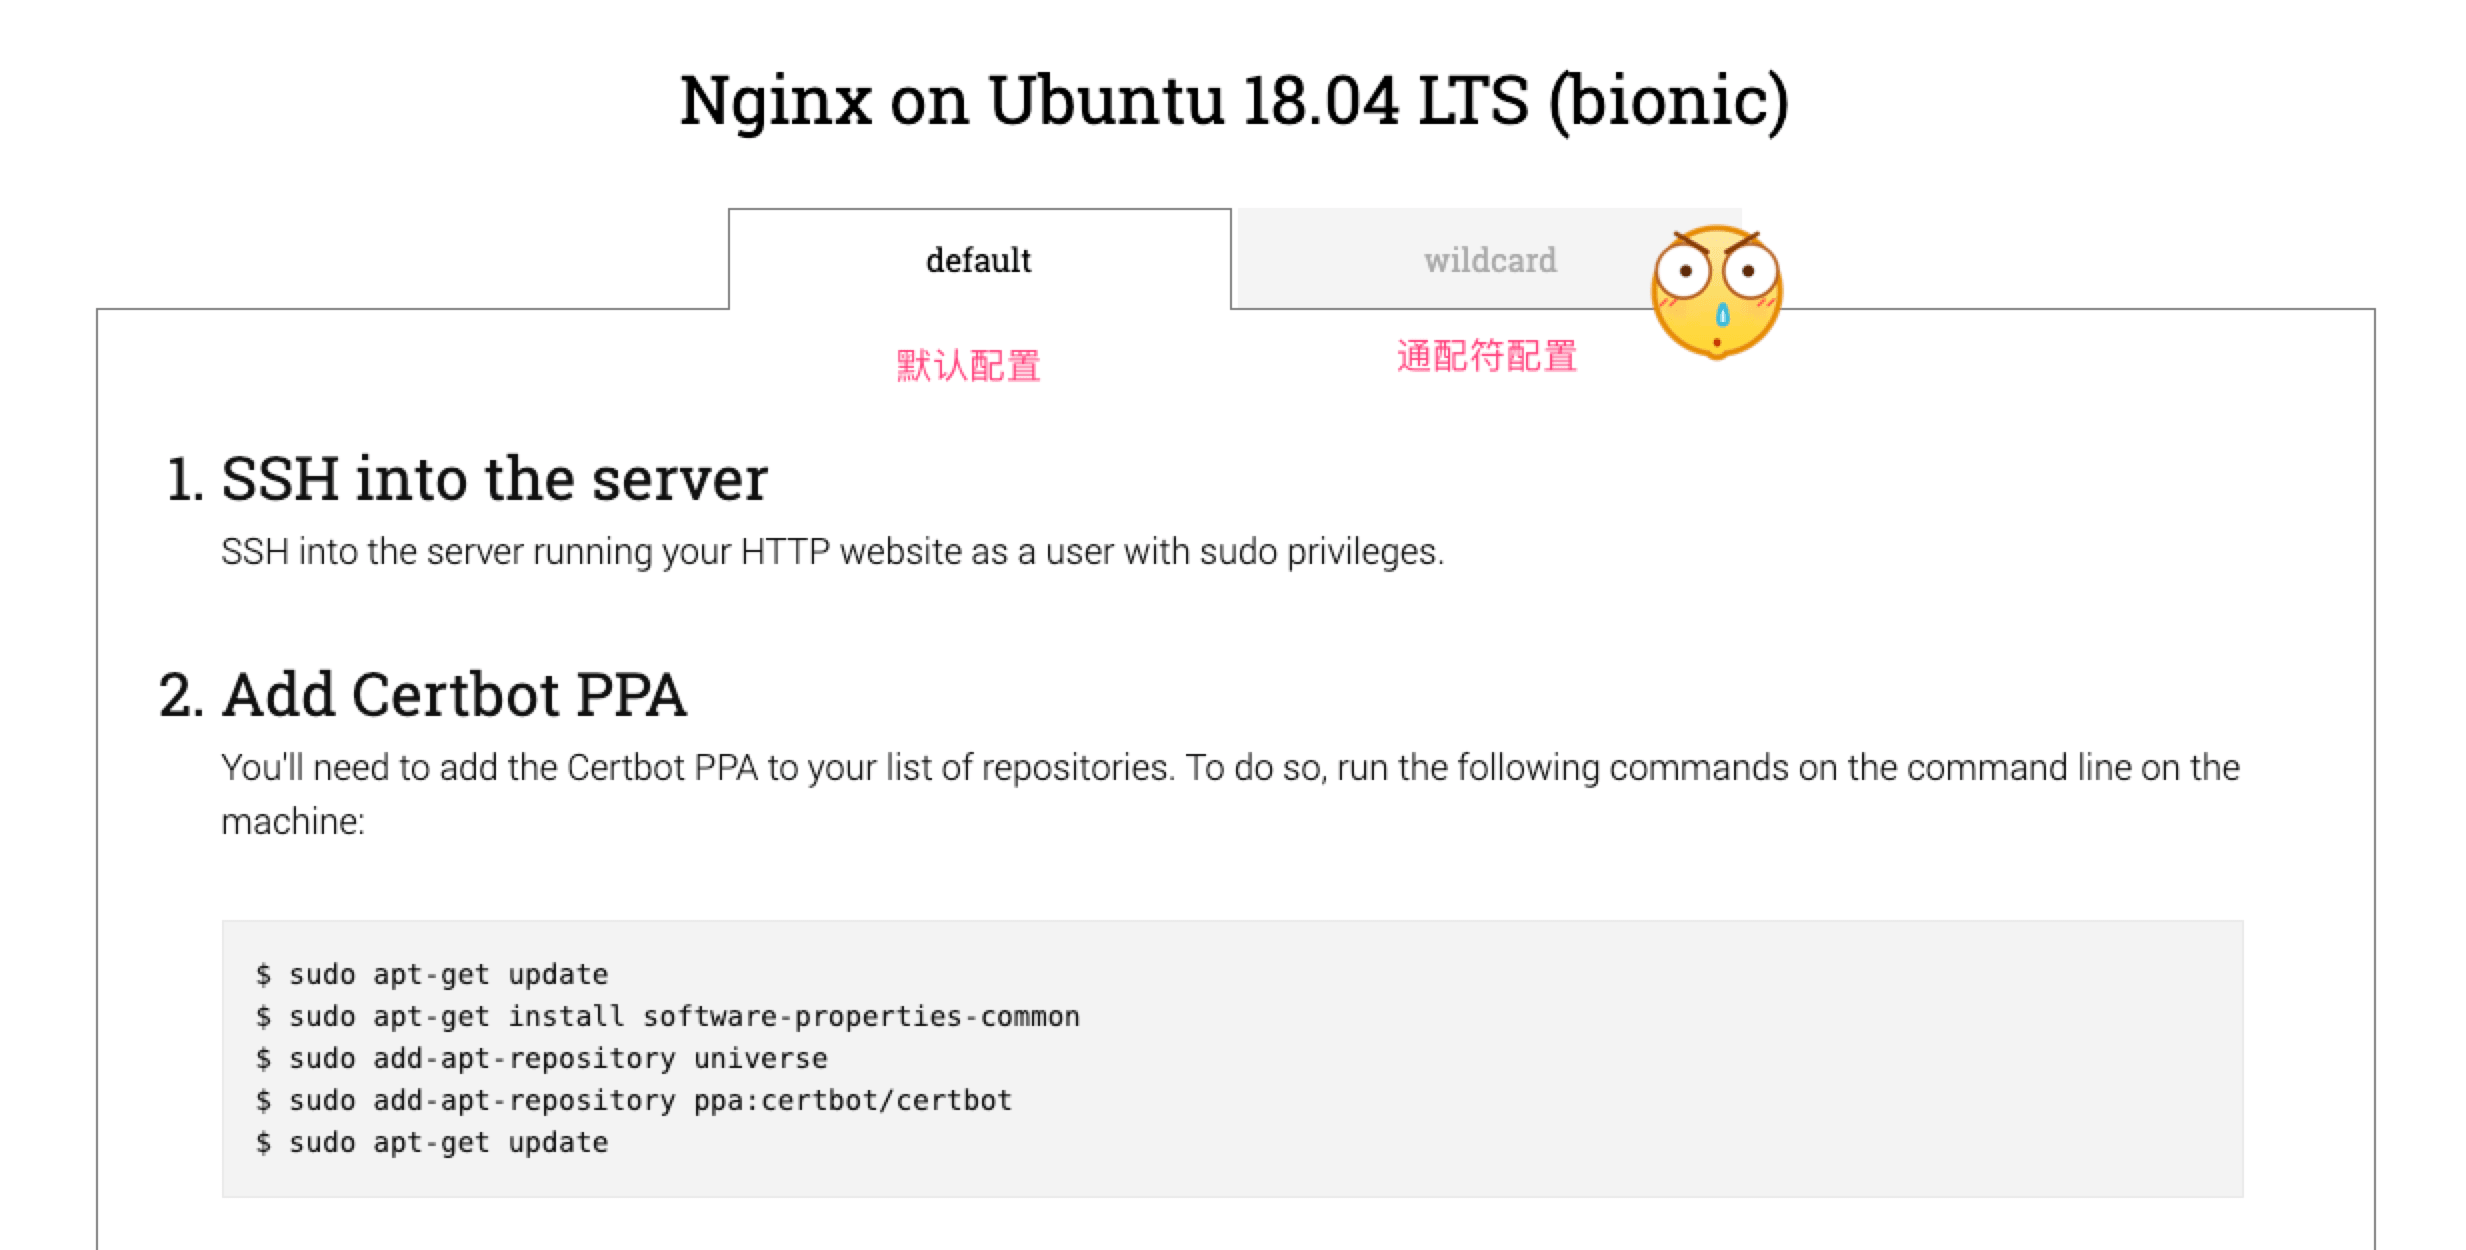 Nginx on Ubuntu 18.04 LTS (bionic)
default
wildcard
默认配置
通配符配置
1. SSH into the server
SSH into the server running your HTTP website as a user with sudo privileges.
2. Add Certbot PPA
You'll need to add the Certbot PPA to your list of repositories. To do so, run the following commands on the command line on the
machine:
$ sudo apt-get update
$ sudo apt-get install software-properties-common
$ sudo add-apt-repository universe
$ sudo add-apt-repository ppa:certbot/certbot
$ sudo apt-get update